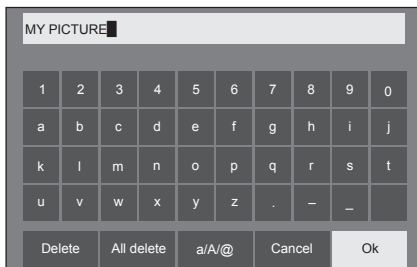 MY PICTURE
1 2 3 4 5 6 7 8 9 0
a b c d e f g h i j
k l m n o p q r s t
u v w x y z . – _
Delete All delete a/A/@ Cancel Ok